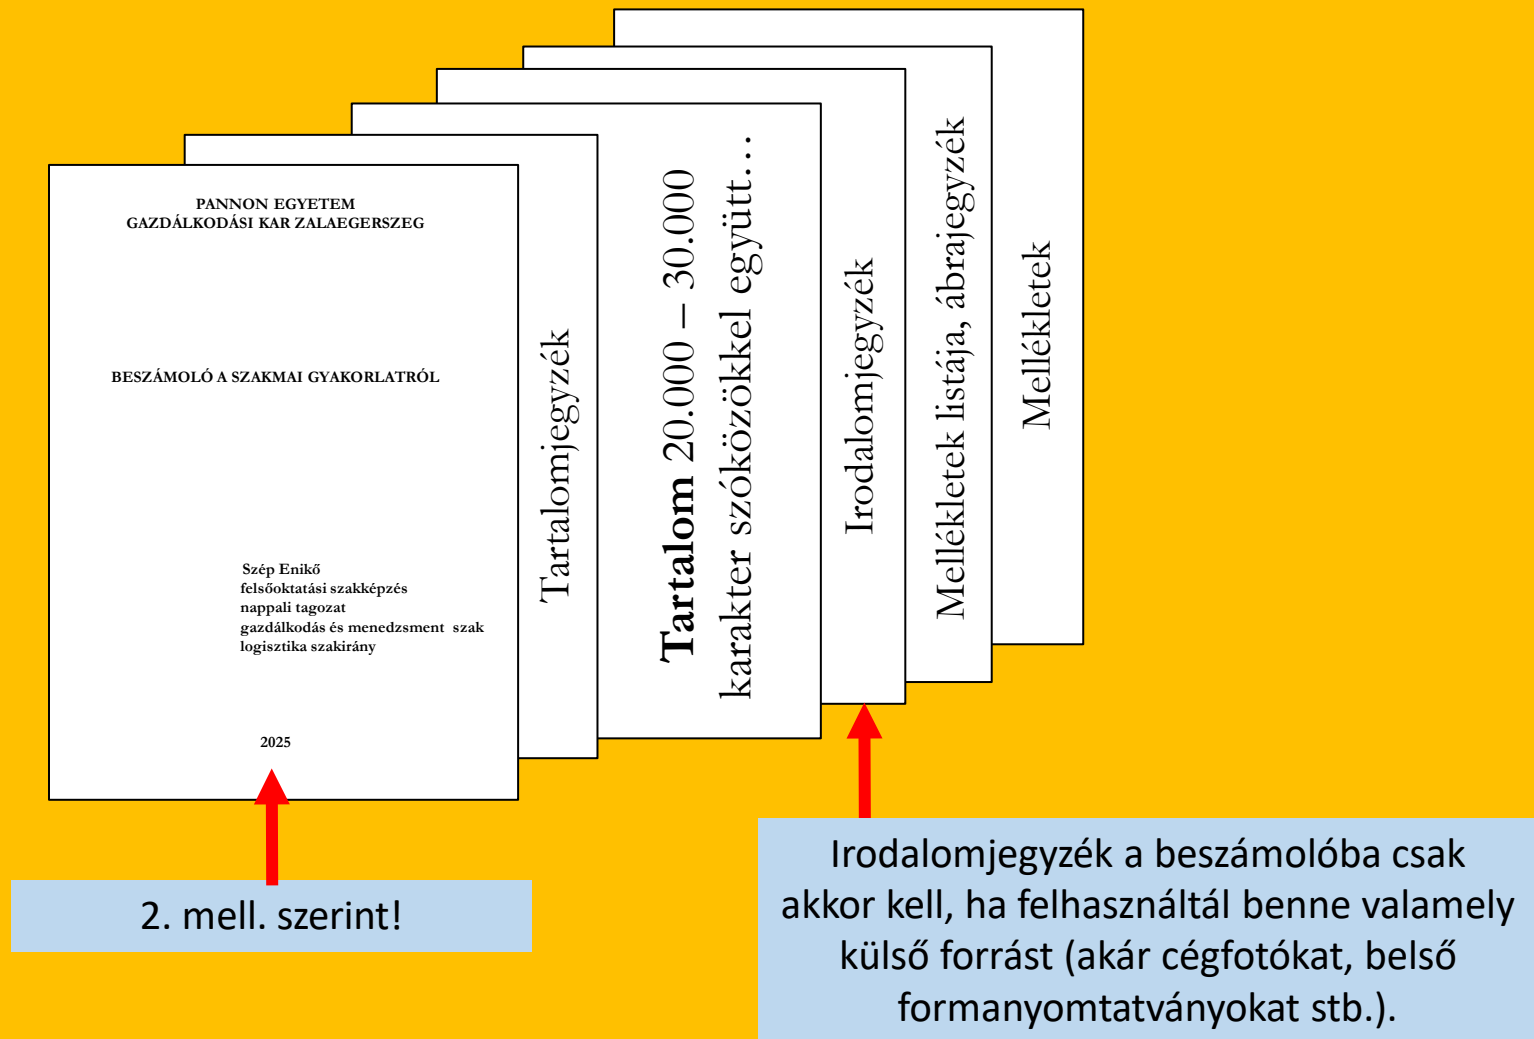 PANNON EGYETEM
GAZDÁLKODÁSI KAR ZALAEGERSZEG
BESZÁMOLÓ A SZAKMAI GYAKORLATRÓL
Szép Enikő
felsőoktatási szakképzés
nappali tagozat
gazdálkodás és menedzsment szak
logisztika szakirány
2025
Tartalomjegyzék
Tartalom 20.000 – 30.000
karakter szóközökkel együtt…
Irodalomjegyzék
Mellékletek listája, ábrajegyzék
Mellékletek
2. mell. szerint!
Irodalomjegyzék a beszámolóba csak
akkor kell, ha felhasználtál benne valamely
külső forrást (akár cégfotókat, belső
formanyomtatványokat stb.).